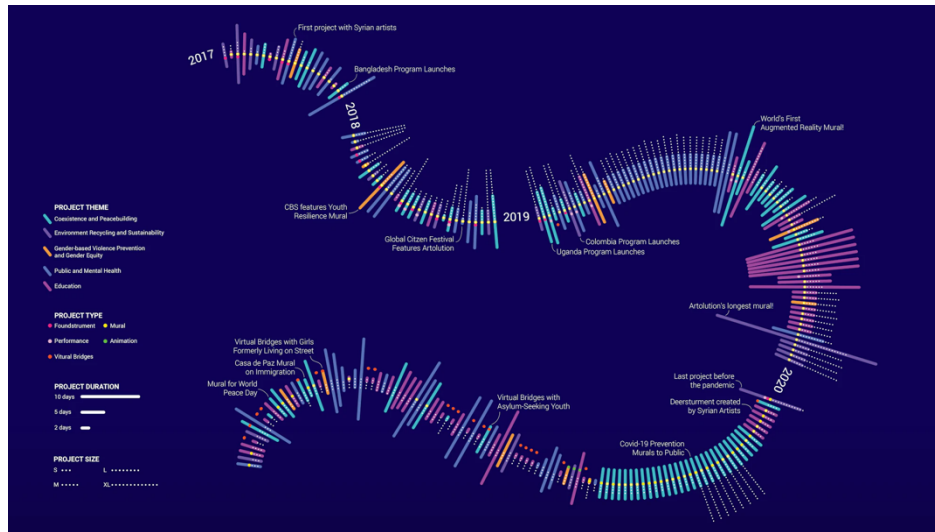 2017
First project with Syrian artists
Bangladesh Program Launches
2018
World's First
Augmented Reality Mural!
CBS features Youth
Resilience Mural
2019
Global Citzen Festival
Features Artolution
Colombia Program Launches
Uganda Program Launches
PROJECT THEME
Coexistence and Peacebuilding
Environment Recycling and Sustainability
Gender-based Violence Prevention
and Gender Equity
Public and Mental Health
Education
PROJECT TYPE
Foundstrument
Mural
Performance
Animation
Vitural Bridges
PROJECT DURATION
10 days
5 days
2 days
PROJECT SIZE
S
L
M
XL
Artolution's longest mural!
2020
Last project before
the pandemic
Deersturment created
by Syrian Artists
Covid-19 Prevention
Murals to Public
Virtual Bridges with
Asylum-Seeking Youth
Virtual Bridges with Girls
Formerly Living on Street
Casa de Paz Mural
on Immigration
Mural for World
Peace Day